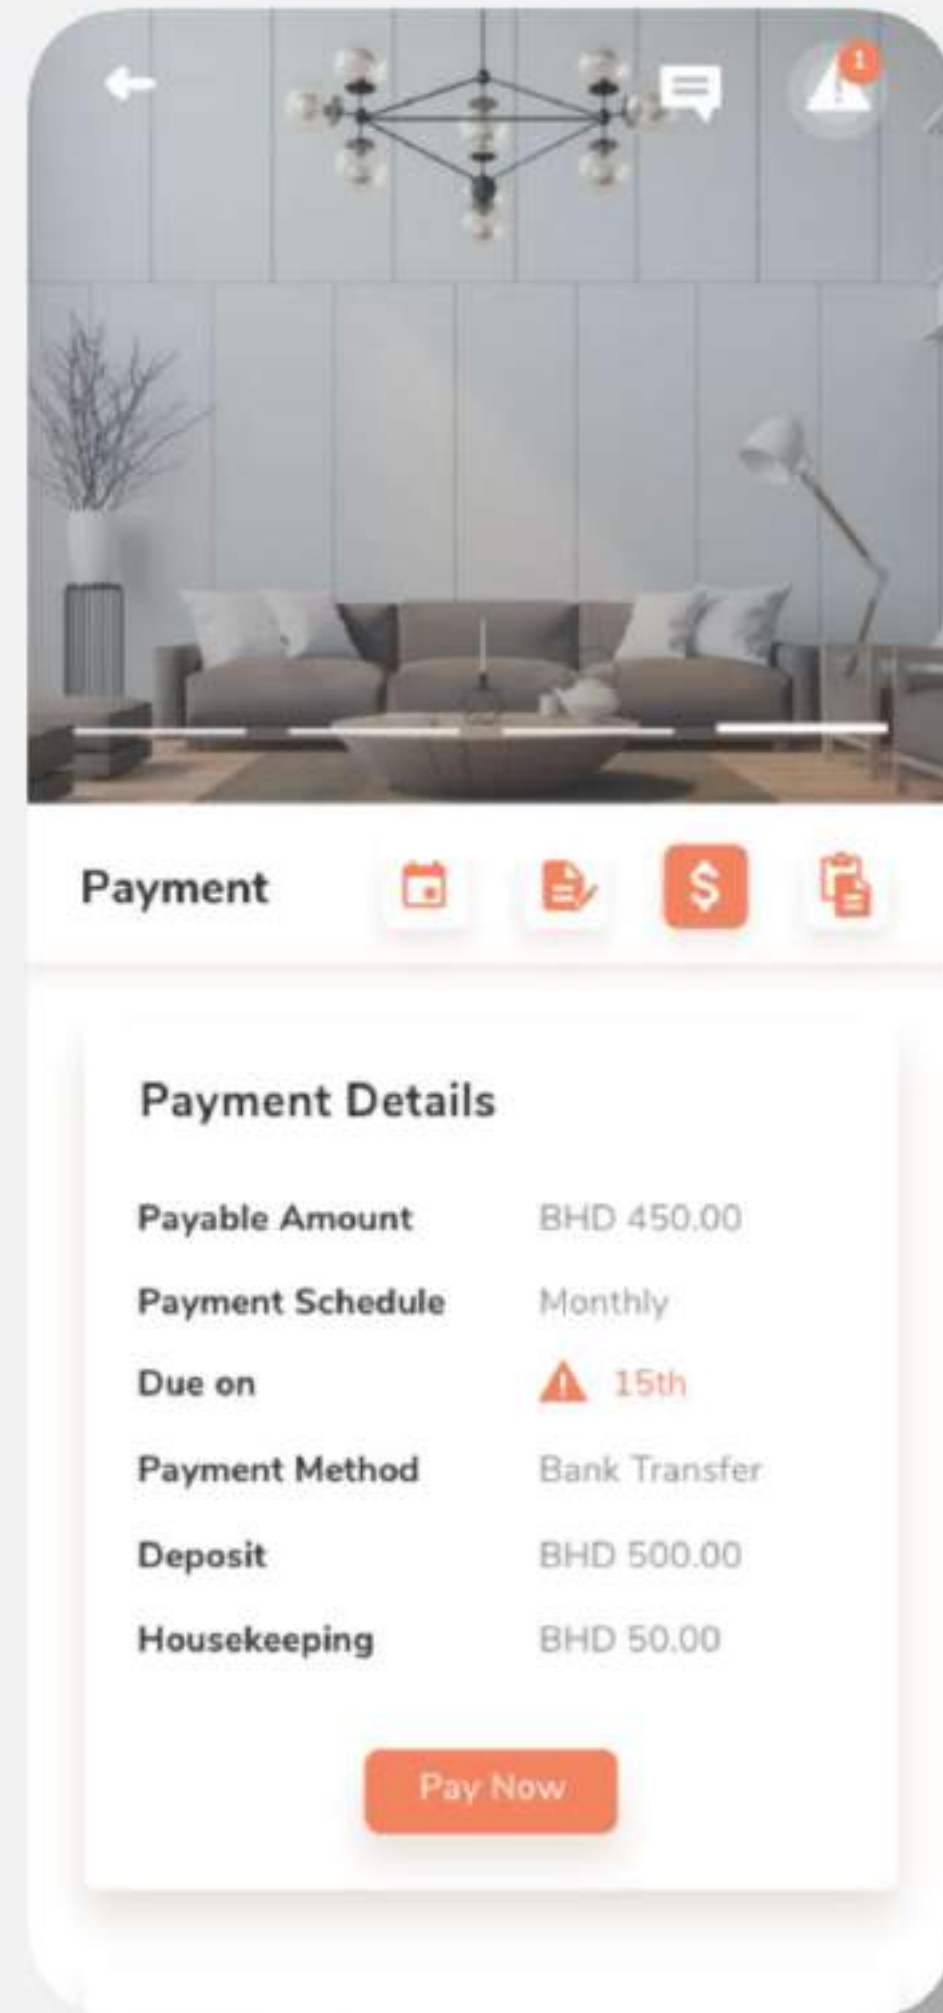 1
Payment
Payment Details
Payable Amount BHD 450.00
Payment Schedule Monthly
Due on 15th
Payment Method Bank Transfer
Deposit BHD 500.00
Housekeeping BHD 50.00
Pay Now